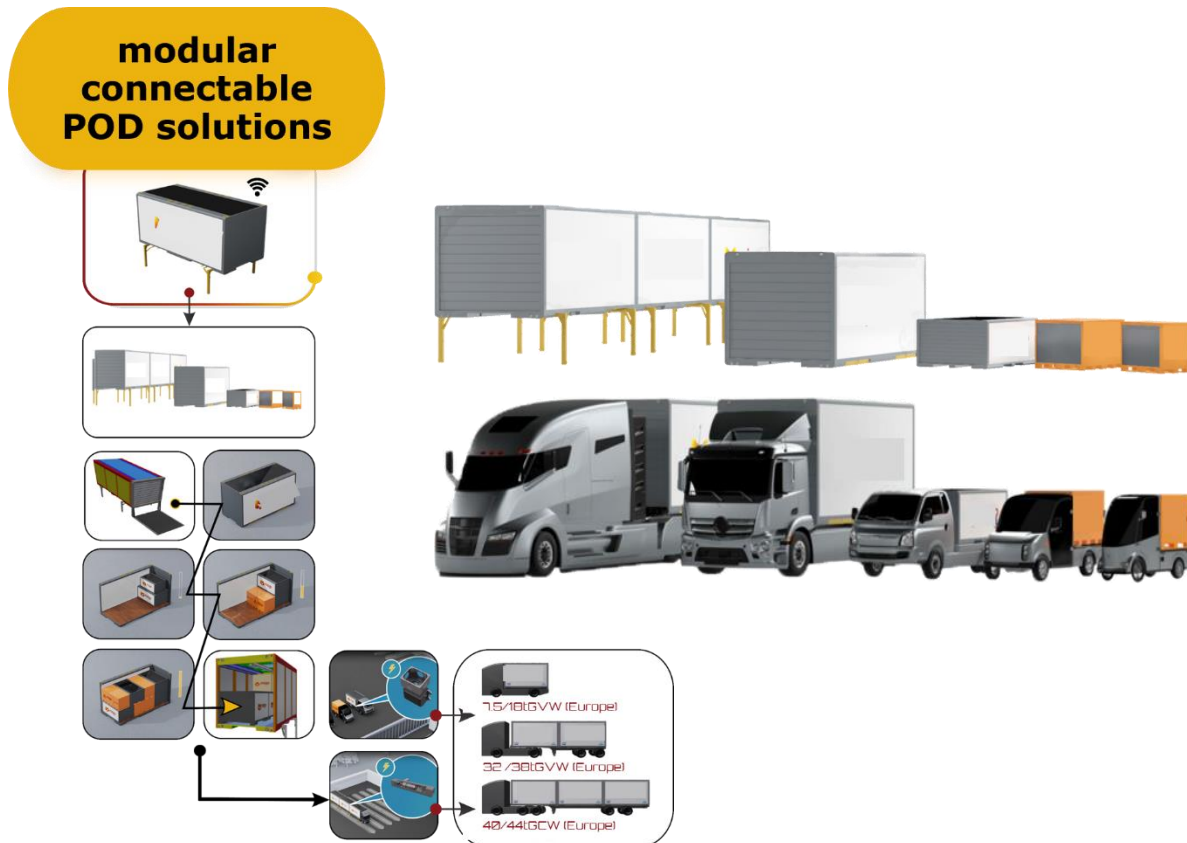 modular
connectable
POD solutions
7.5/18tGVW (Europe)
32/38tGVW (Europe)
40/44tGCW (Europe)